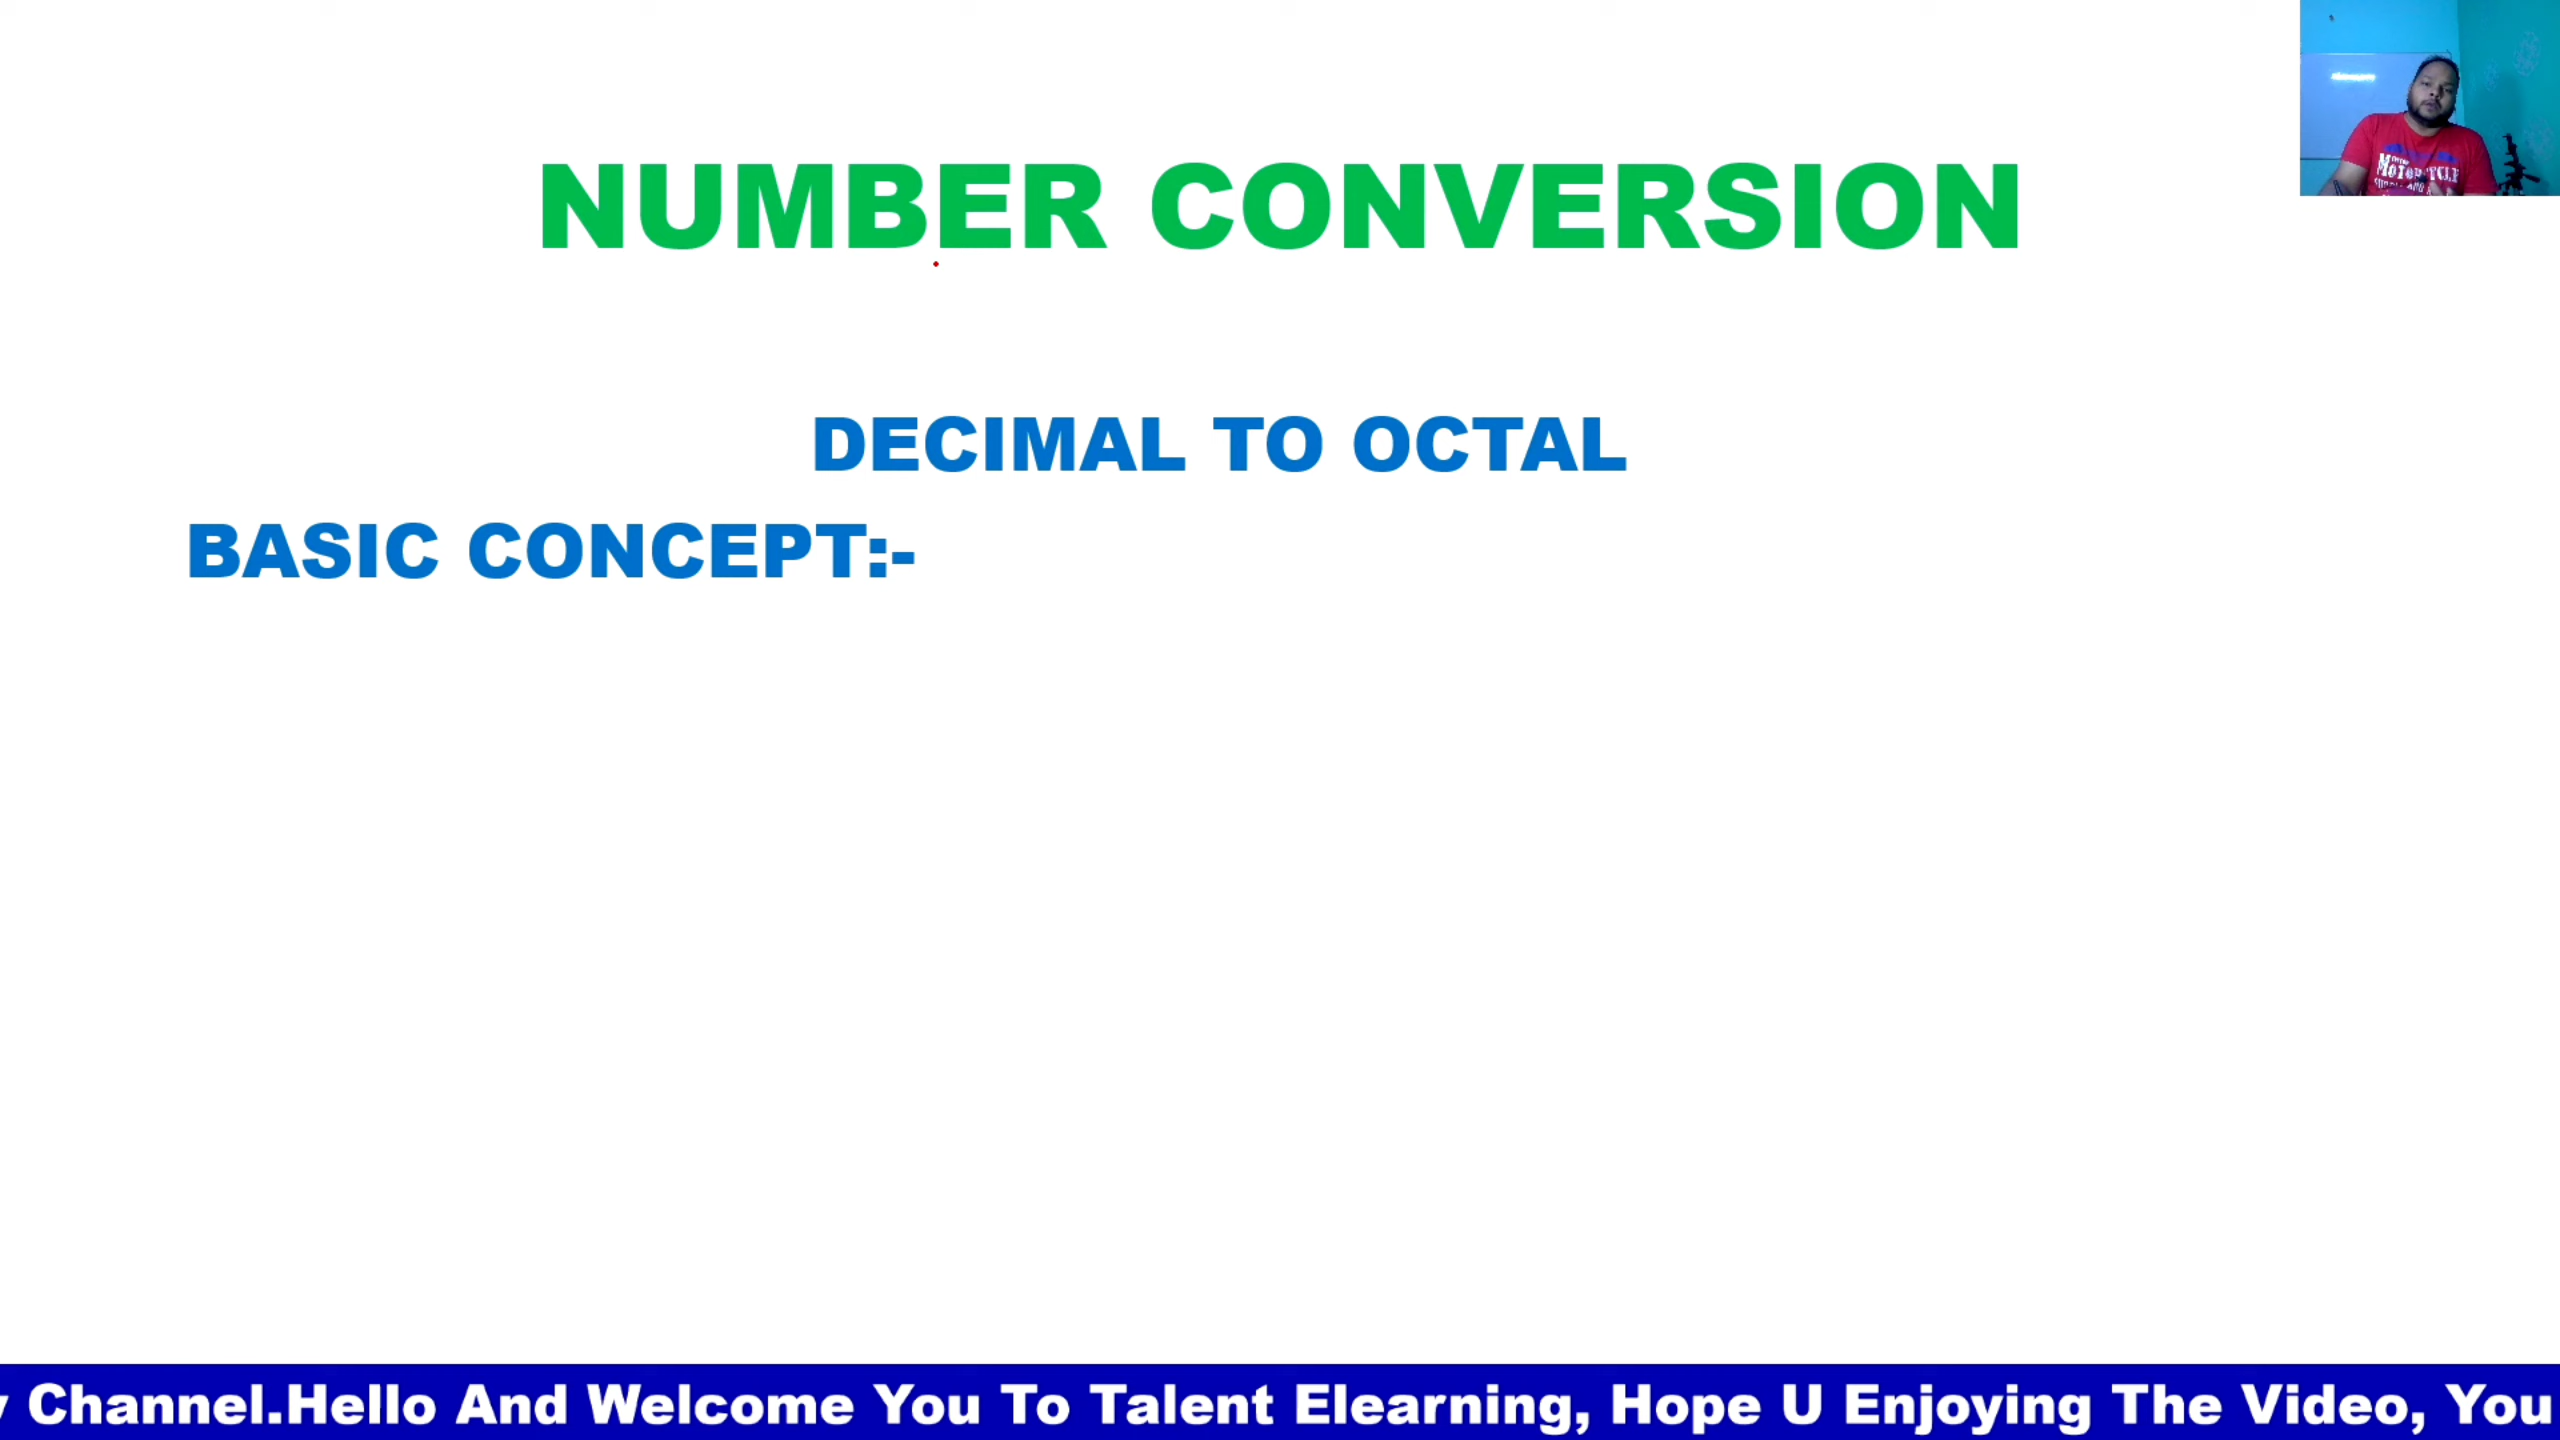 NUMBER CONVERSION
DECIMAL TO OCTAL
BASIC CONCEPT:-
Channel.Hello And Welcome You To Talent Elearning, Hope U Enjoying The Video, You